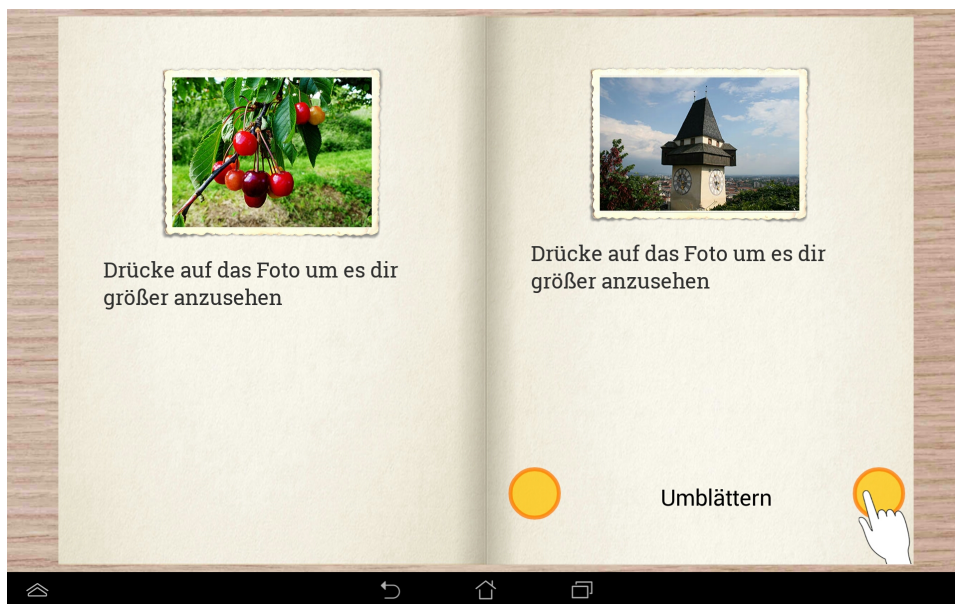 Drücke auf das Foto um es dir
größer anzusehen
Drücke auf das Foto um es dir
größer anzusehen
Umblättern